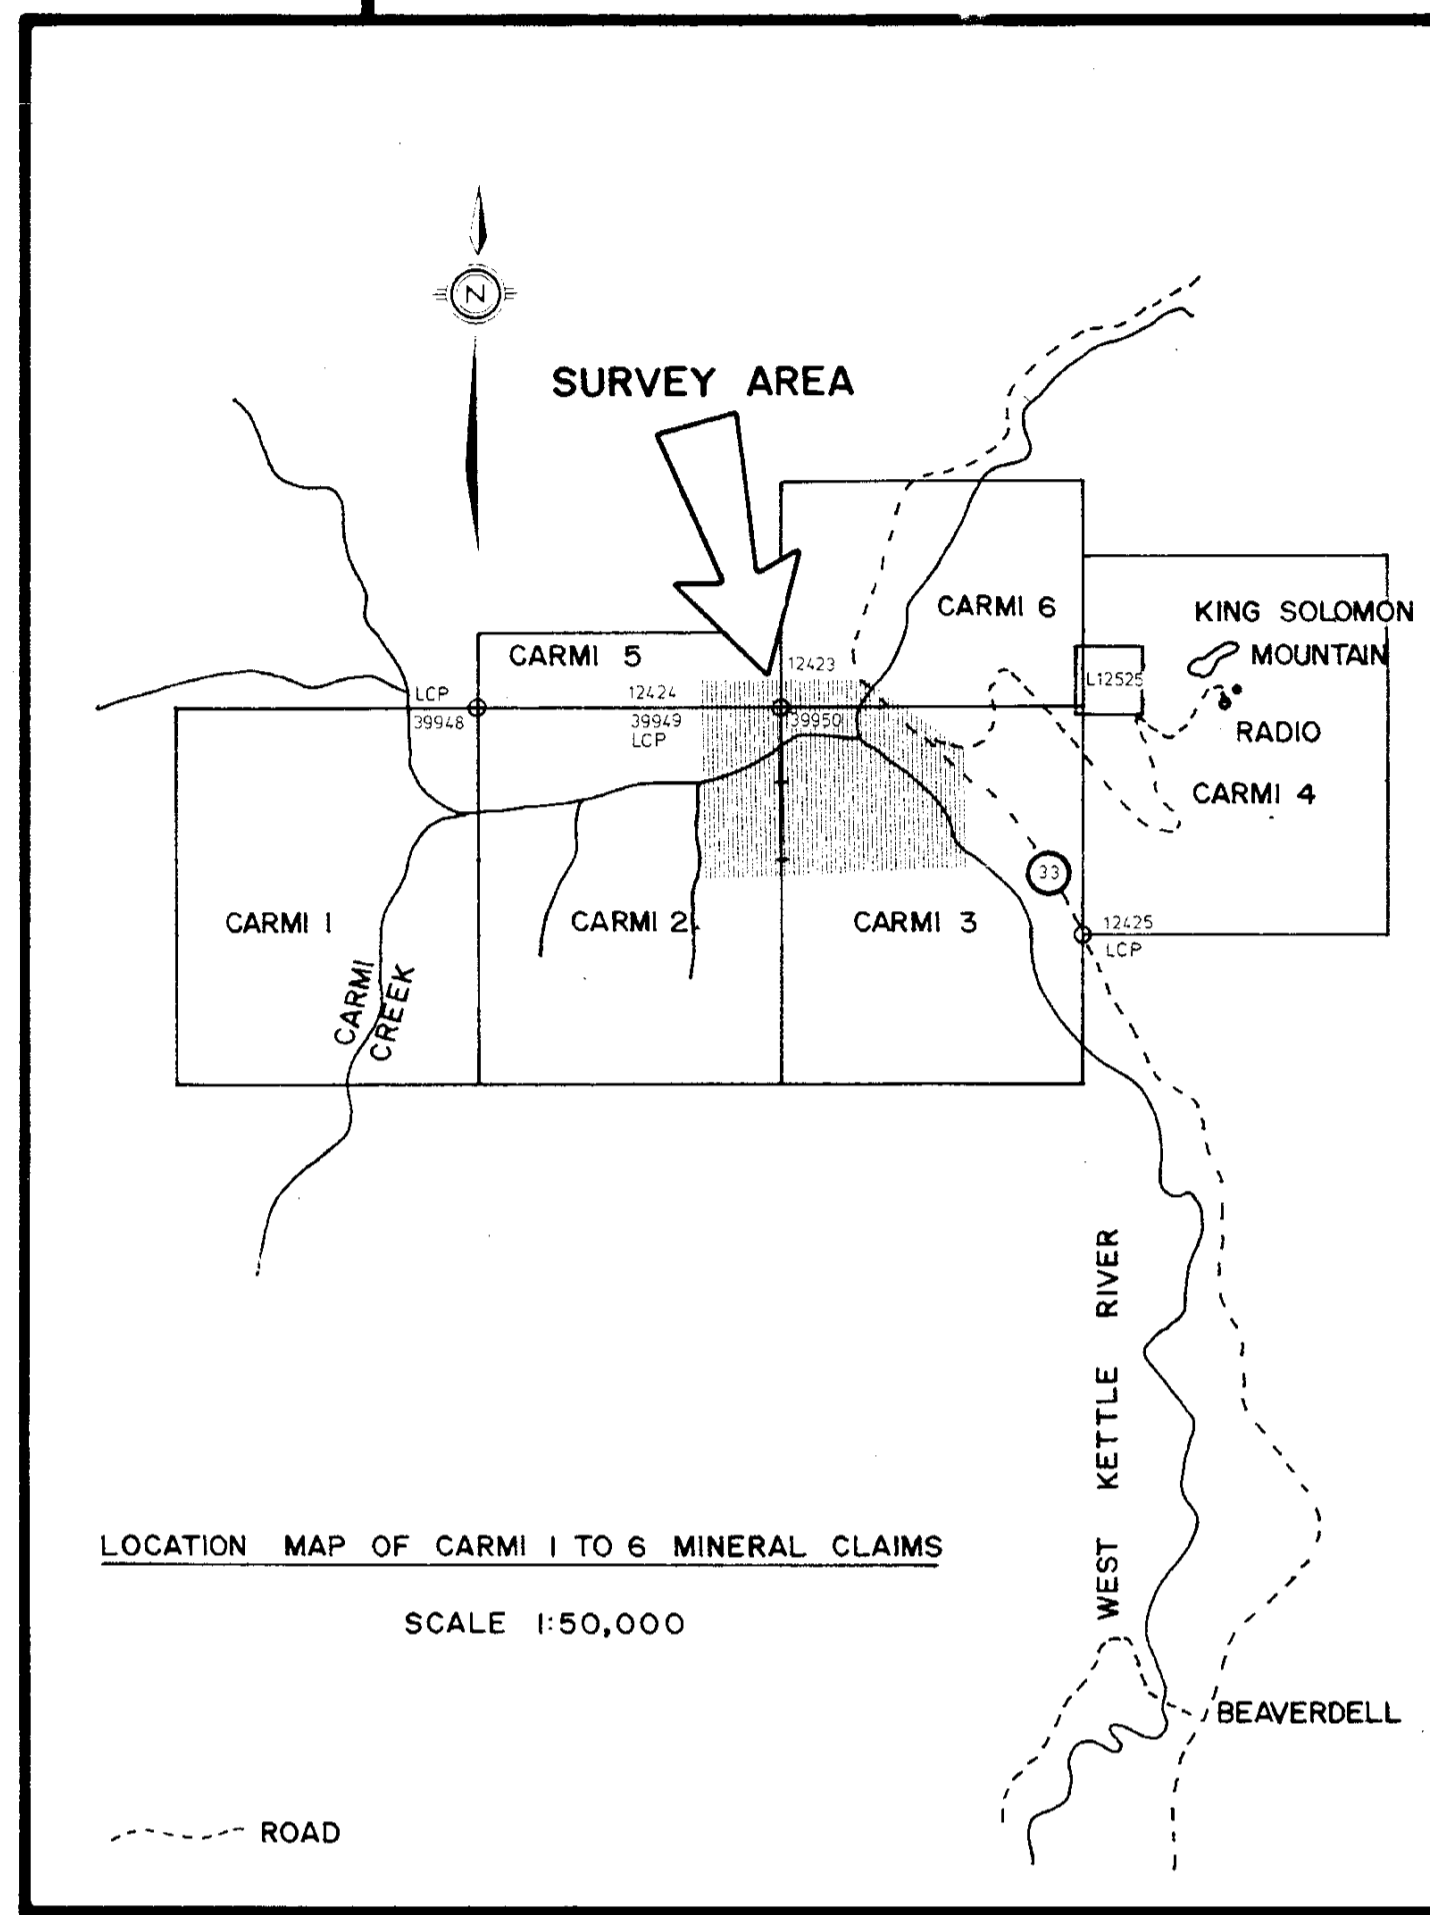 N
SURVEY AREA
CARMI 6
KING SOLOMON
MOUNTAIN
CARMI 5
12423
L12525
LCP
12424
39948
39949
39950
LCP
RADIO
CARMI 4
33
CARMI 1
CARMI 2
CARMI 3
12425
LCP
CARMI
CREEK
WEST KETTLE RIVER
LOCATION MAP OF CARMI 1 TO 6 MINERAL CLAIMS
SCALE 1:50,000
BEAVERDELL
ROAD